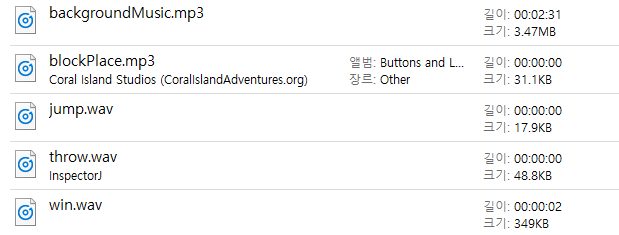 backgroundMusic.mp3
길이: 00:02:31
크기: 3.47MB
blockPlace.mp3
Coral Island Studios (CoralIslandAdventures.org)
앨범: Buttons and L...
장르: Other
길이: 00:00:00
크기: 31.1KB
jump.wav
길이: 00:00:00
크기: 17.9KB
throw.wav
InspectorJ
길이: 00:00:00
크기: 48.8KB
win.wav
길이: 00:00:02
크기: 349KB